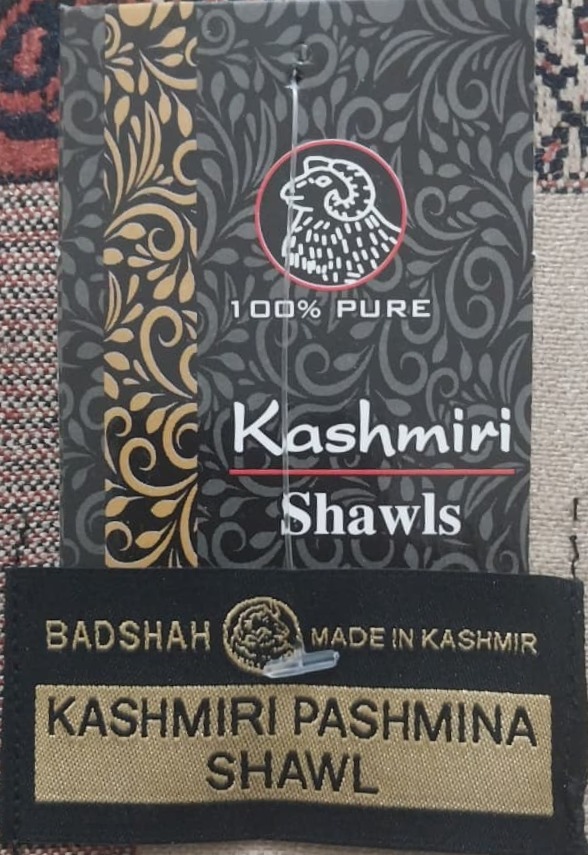 100% PURE
Kashmiri
Shawls
BADSHAH MADE IN KASHMIR
KASHMIRI PASHMINA
SHAWL